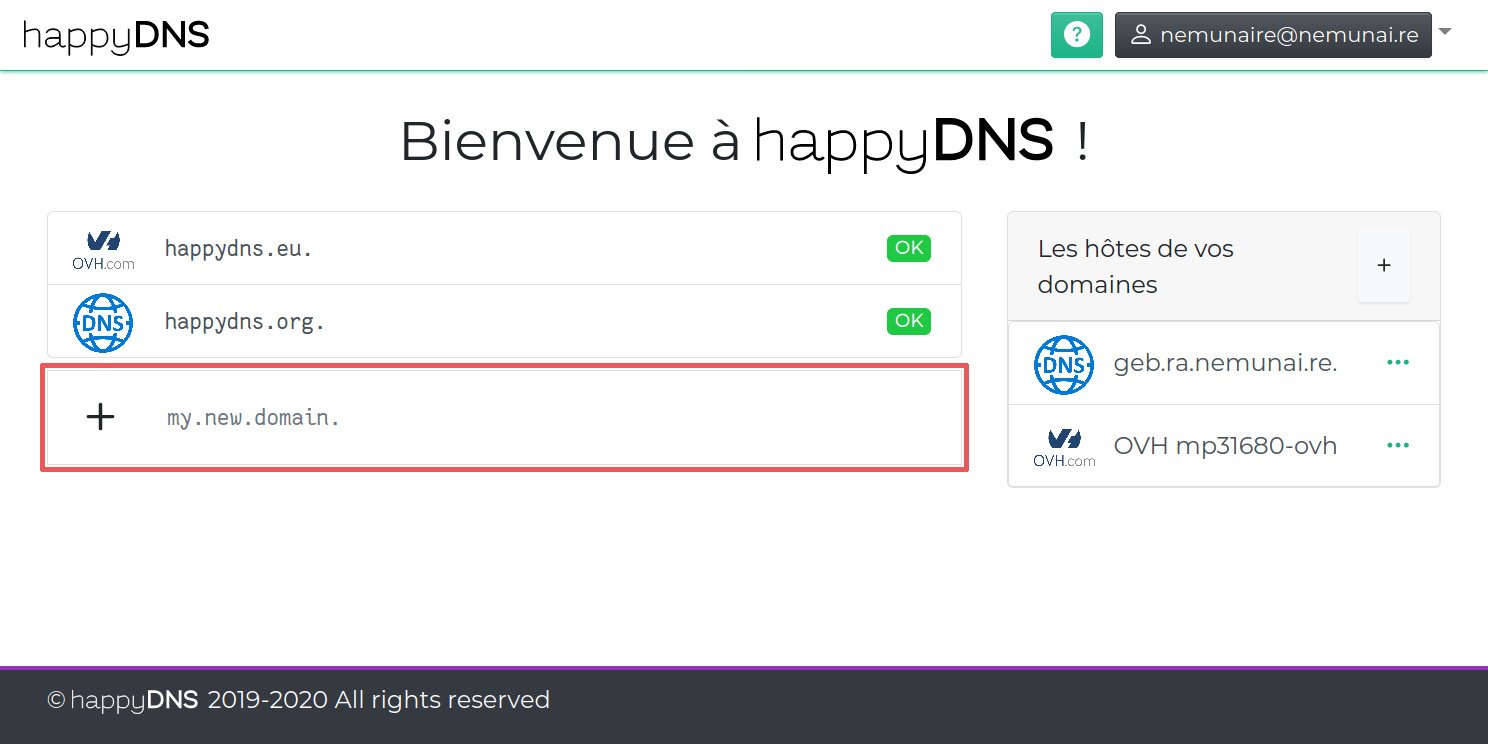 happyDNS
? nemunaire@nemunai.re
Bienvenue à happyDNS !
OVH.com happydns.eu. OK
DNS happydns.org. OK
+ my.new.domain.
Les hôtes de vos
domaines
+
DNS geb.ra.nemunai.re. ...
OVH.com OVH mp31680-ovh ...
© happyDNS 2019-2020 All rights reserved